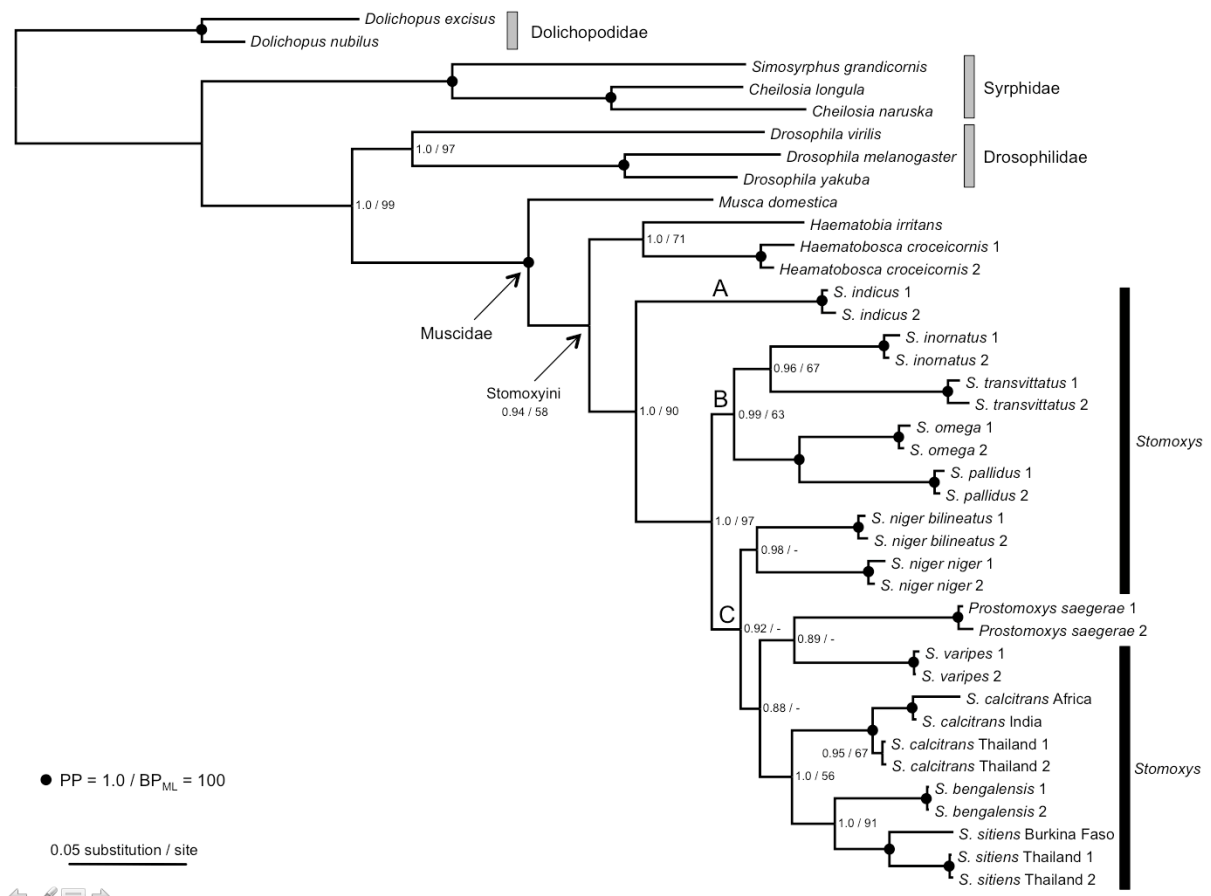 Dolichopus excisus
Dolichopus nubilus
Dolichopodidae
Simosyrphus grandicornis
Cheilosia longula
Cheilosia naruska
Syrphidae
Drosophila virilis
1.0 / 97
Drosophila melanogaster
Drosophila yakuba
Drosophilidae
1.0 / 99
Musca domestica
Haematobia irritans
1.0 / 71
Haematobosca croceicornis 1
Heamatobosca croceicornis 2
Muscidae
Stomoxyini
0.94 / 58
A
S. indicus 1
S. indicus 2
1.0 / 90
S. inornatus 1
S. inornatus 2
0.96 / 67
S. transvittatus 1
S. transvittatus 2
B
0.99 / 63
S. omega 1
S. omega 2
S. pallidus 1
S. pallidus 2
Stomoxys
1.0 / 97
S. niger bilineatus 1
S. niger bilineatus 2
0.98 / -
S. niger niger 1
S. niger niger 2
C
0.92 / -
Prostomoxys saegerae 1
Prostomoxys saegerae 2
0.89 / -
S. varipes 1
S. varipes 2
0.88 / -
S. calcitrans Africa
S. calcitrans India
S. calcitrans Thailand 1
0.95 / 67
S. calcitrans Thailand 2
Stomoxys
1.0 / 56
S. bengalensis 1
S. bengalensis 2
1.0 / 91
S. sitiens Burkina Faso
S. sitiens Thailand 1
S. sitiens Thailand 2
PP = 1.0 / BPML = 100
0.05 substitution / site